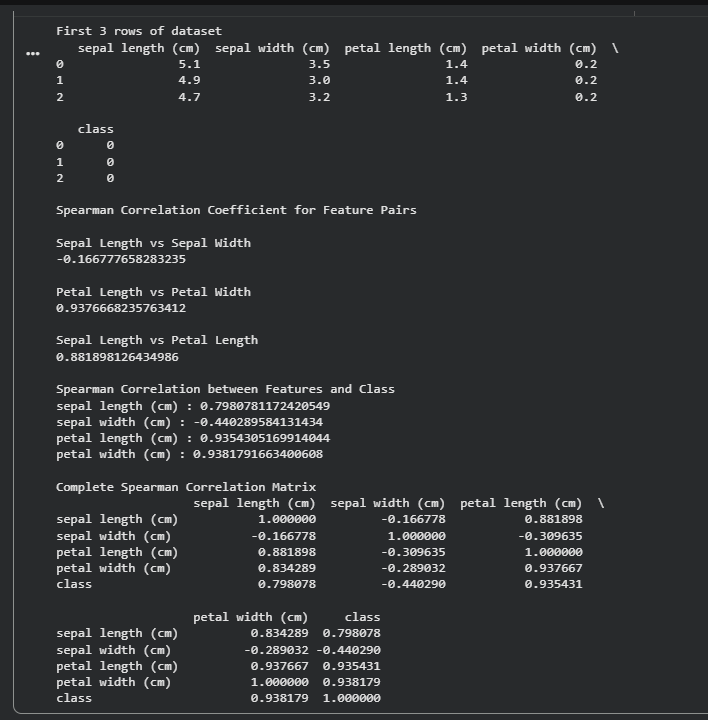 First 3 rows of dataset
   sepal length (cm)  sepal width (cm)  petal length (cm)  petal width (cm)  \
0                5.1               3.5                1.4               0.2
1                4.9               3.0                1.4               0.2
2                4.7               3.2                1.3               0.2
   class
0      0
1      0
2      0
Spearman Correlation Coefficient for Feature Pairs
Sepal Length vs Sepal Width
-0.166777658283235
Petal Length vs Petal Width
0.9376668235763412
Sepal Length vs Petal Length
0.881898126434986
Spearman Correlation between Features and Class
sepal length (cm) : 0.7980781172420549
sepal width (cm) : -0.440289584131434
petal length (cm) : 0.9354305169914044
petal width (cm) : 0.9381791663400608
Complete Spearman Correlation Matrix
                   sepal length (cm)  sepal width (cm)  petal length (cm)  \
sepal length (cm)           1.000000         -0.166778           0.881898
sepal width (cm)           -0.166778          1.000000          -0.309635
petal length (cm)           0.881898         -0.309635           1.000000
petal width (cm)            0.834289         -0.289032           0.937667
class                       0.798078         -0.440290           0.935431
                   petal width (cm)     class
sepal length (cm)          0.834289  0.798078
sepal width (cm)          -0.289032 -0.440290
petal length (cm)          0.937667  0.935431
petal width (cm)           1.000000  0.938179
class                      0.938179  1.000000